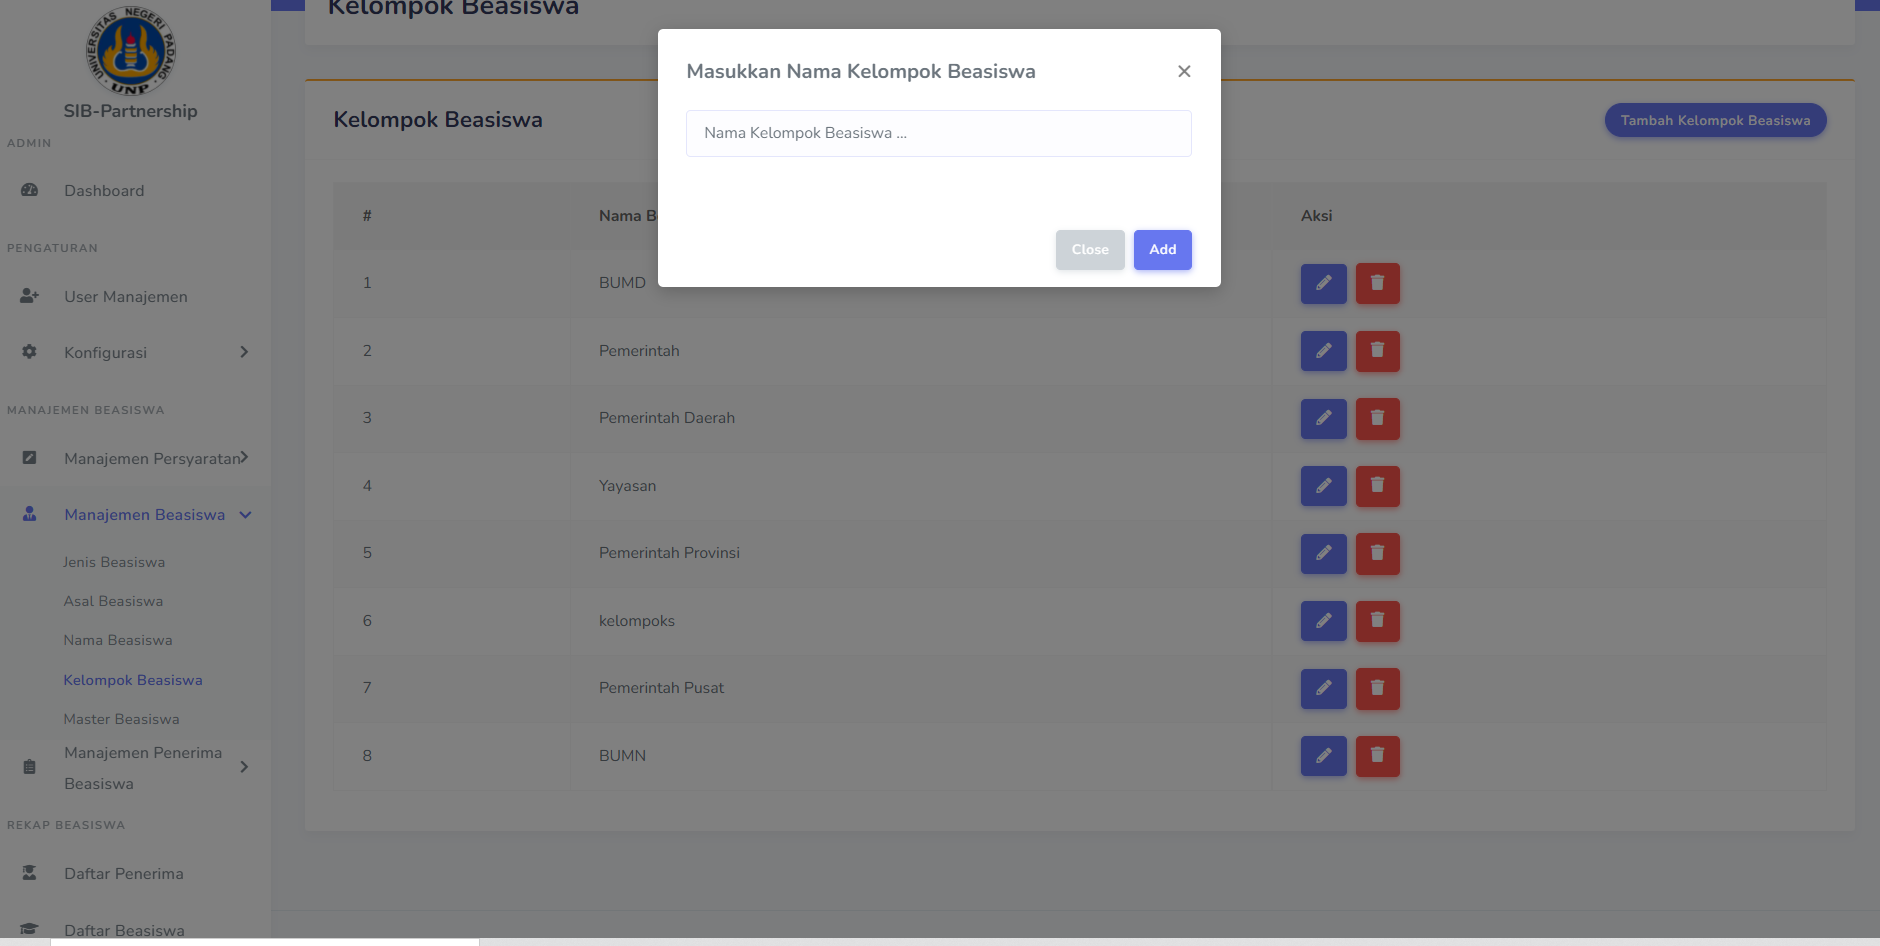 UNIVERSITAS NEGERI PADANG
UNP
SIB-Partnership
ADMIN
Dashboard
PENGATURAN
User Manajemen
Konfigurasi
MANAJEMEN BEASISWA
Manajemen Persyaratan
Manajemen Beasiswa
Jenis Beasiswa
Asal Beasiswa
Nama Beasiswa
Kelompok Beasiswa
Master Beasiswa
Manajemen Penerima
Beasiswa
REKAP BEASISWA
Daftar Penerima
Daftar Beasiswa
Kelompok Beasiswa
Masukkan Nama Kelompok Beasiswa
Nama Kelompok Beasiswa ...
Close Add
Kelompok Beasiswa
Tambah Kelompok Beasiswa
# Nama B Aksi
1 BUMD
2 Pemerintah
3 Pemerintah Daerah
4 Yayasan
5 Pemerintah Provinsi
6 kelompoks
7 Pemerintah Pusat
8 BUMN